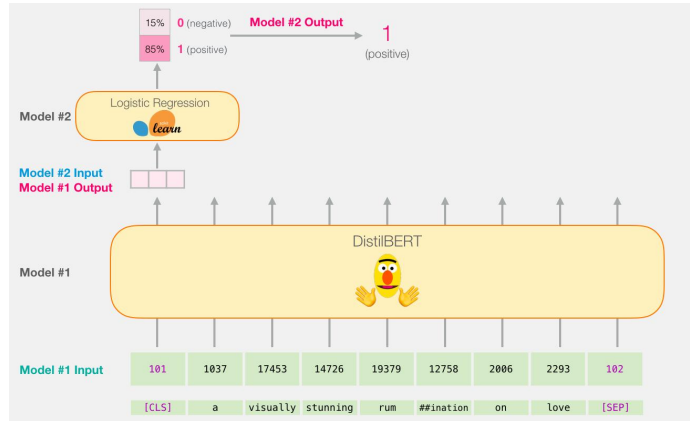 15% 0 (negative) Model #2 Output 1
85% 1 (positive) (positive)
Logistic Regression
Model #2
learn
Model #2 Input
Model #1 Output
DistilBERT
Model #1
Model #1 Input 101 1037 17453 14726 19379 12758 2006 2293 102
[CLS] a visually stunning rum ##ination on love [SEP]